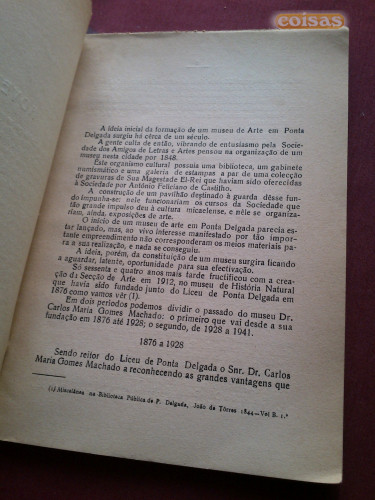 coisas
A ideia inicial da formação de um museu de Arte em Ponta
Delgada surgiu há cêrca de um século.
A gente culta de então, vibrando de entusiasmo pela Socie-
dade dos Amigos de Letras e Artes pensou na organização de um
museu nesta cidade por 1848.
Este organismo cultural possuia uma biblioteca, um gabinete
numismático e uma galeria de estampas a par de uma colecção
de gravuras de Sua Magestade El-Rei que haviam sido oferecidas
à Sociedade por António Feliciano de Castilho.
A construção de um pavilhão destinado à guarda dêsse fun-
do impunha-se: nele funcionariam os cursos da Sociedade que
tão grande impulso deu à cultura micaelense, e nêle se organiza-
riam, ainda, exposições de arte.
O início de um museu de arte em Ponta Delgada parecia es-
tar lançado, mas, ao vivo interesse manifestado por tão impor-
tante empreendimento não corresponderam os meios materiais pa-
ra a sua realização, e nada se conseguiu.
A ideia, porém, da constituição de um museu surgira ficando
a aguardar, latente, oportunidade para sua efectivação.
Só sessenta e quatro anos mais tarde frutificou com a crea-
ção da Secção de Arte em 1912, no museu de História Natural
que havia sido fundado junto do Liceu de Ponta Delgada em
1876 como vamos vêr (1).
Em dois períodos podemos dividir o passado do museu Dr.
Carlos Maria Gomes Machado: o primeiro que vai desde a sua
fundação em 1876 até 1928; o segundo, de 1928 a 1941.
1876 a 1928
Sendo reitor do Liceu de Ponta Delgada o Snr. Dr. Carlos
Maria Gomes Machado a reconhecendo as grandes vantagens que
(1) Miscelânea na Biblioteca Pública de P. Delgada, João de Tôrres 1844—Vol B. 1.º